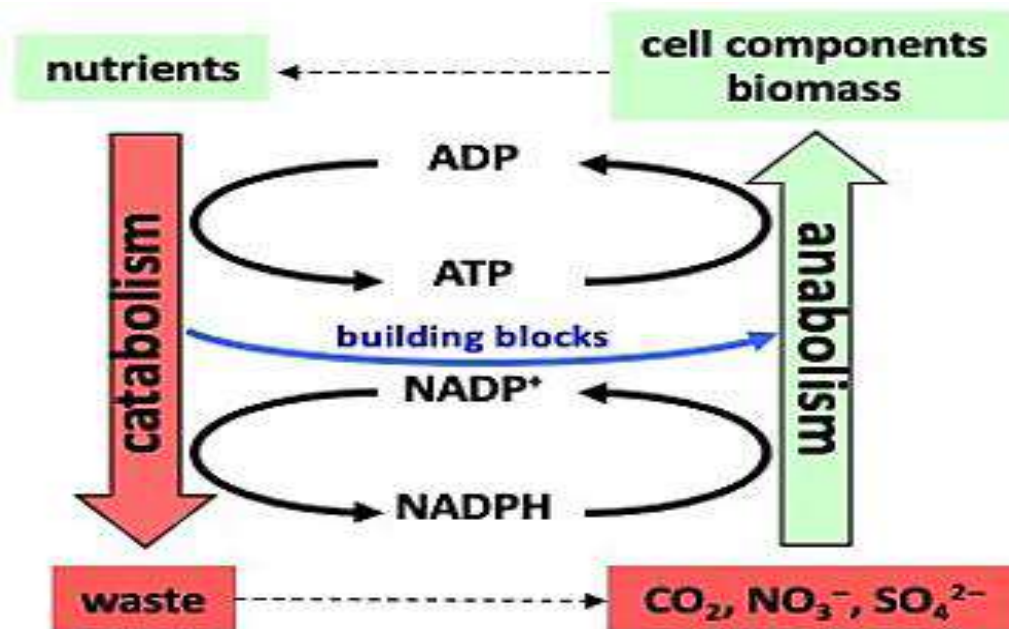 nutrients
cell components
biomass
ADP
catabolism
anabolism
ATP
building blocks
NADP⁺
NADPH
waste
CO₂, NO₃⁻, SO₄²⁻